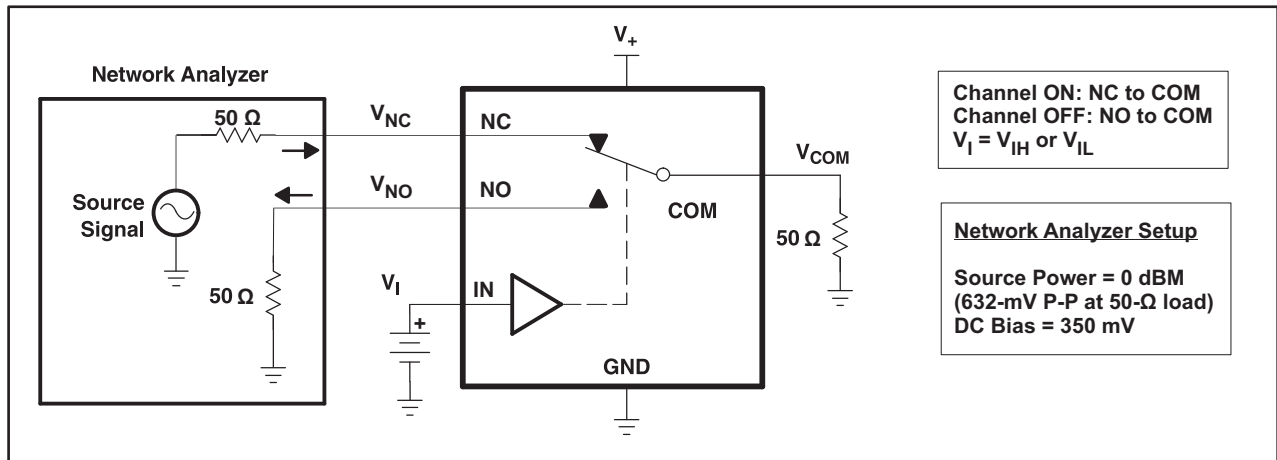 Network Analyzer
50 Ω
Source
Signal
50 Ω
VNC
VNO
VI
V+
NC
NO
IN
COM
GND
VCOM
50 Ω
+
Channel ON: NC to COM
Channel OFF: NO to COM
VI = VIH or VIL
Network Analyzer Setup
Source Power = 0 dBM
(632-mV P-P at 50-Ω load)
DC Bias = 350 mV